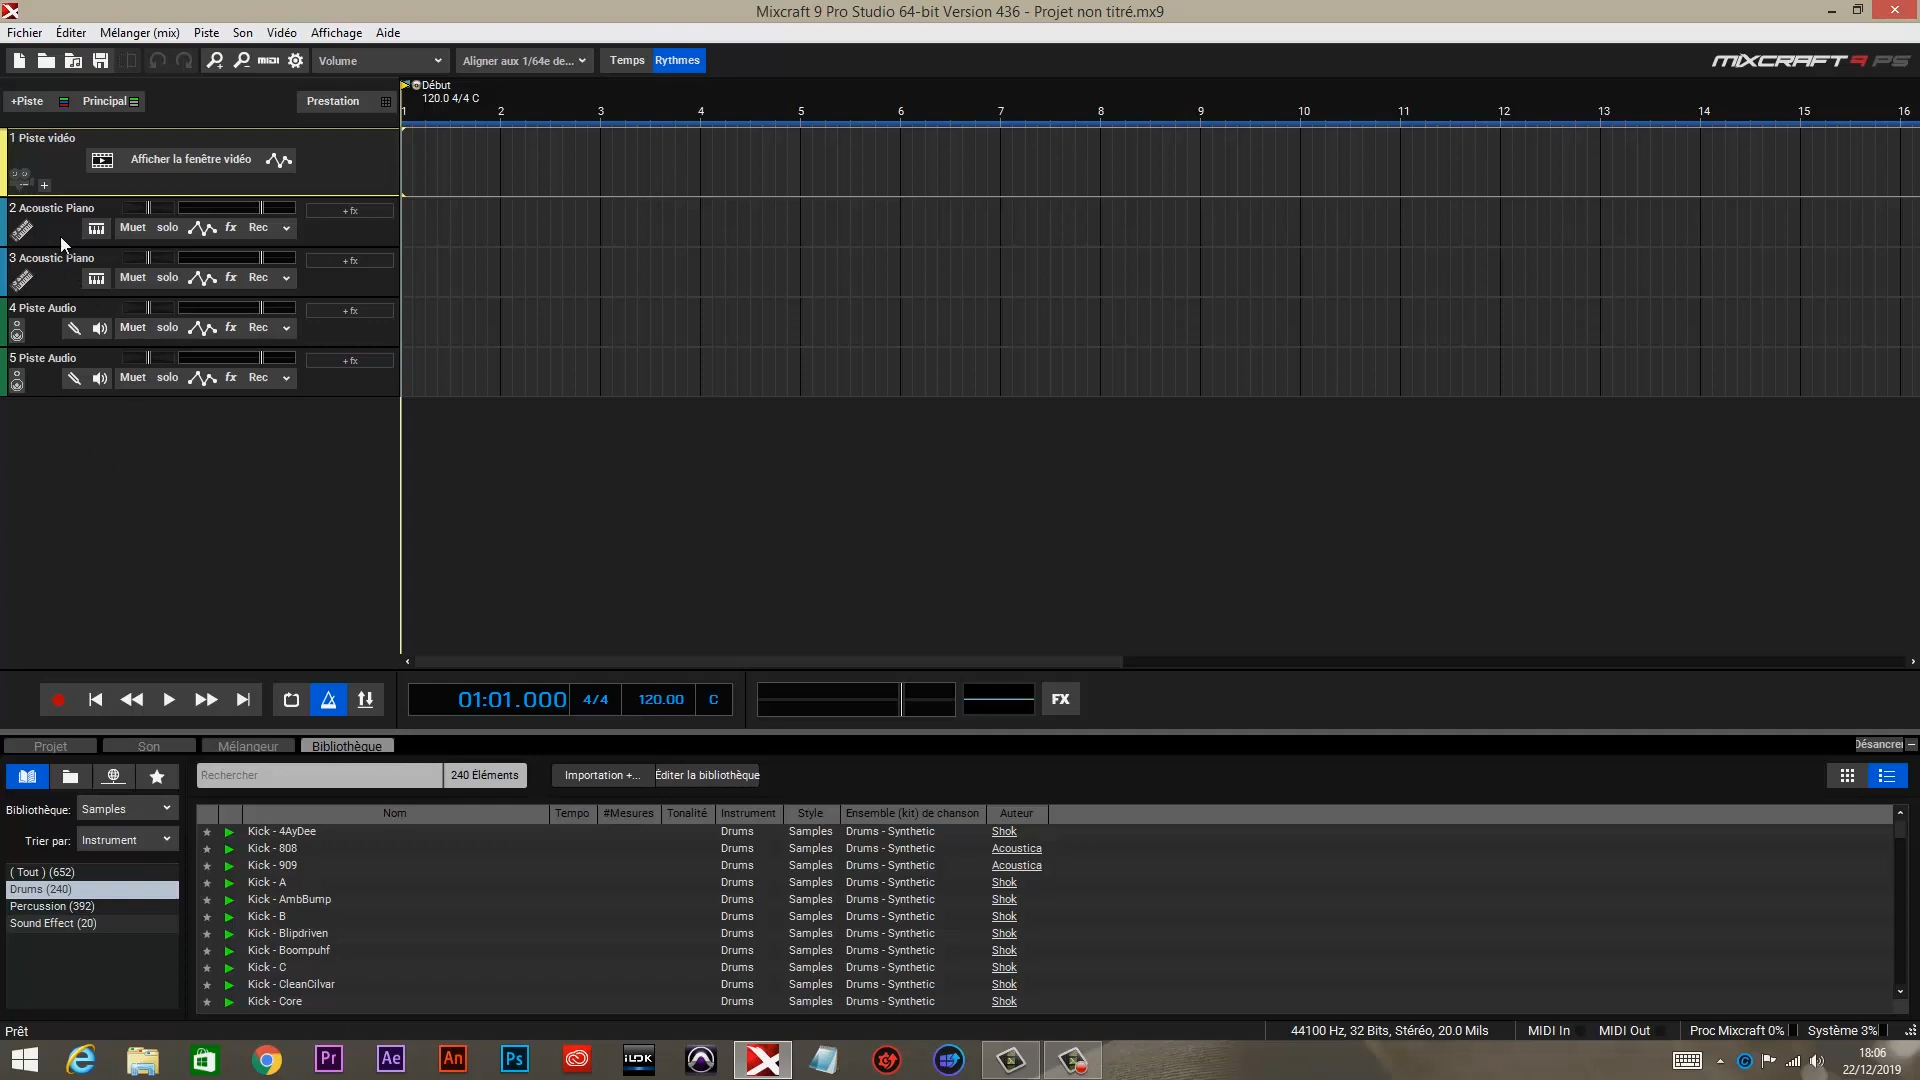 Mixcraft 9 Pro Studio 64-bit Version 436 - Projet non titré.mx9
Fichier Éditer Mélanger (mix) Piste Son Vidéo Affichage Aide
MIDI Volume Aligner aux 1/64e de... Temps Rythmes MIXCRAFT 9 PS
Début
+Piste Principal Prestation 120.0 4/4 C
1 2 3 4 5 6 7 8 9 10 11 12 13 14 15 16
1 Piste vidéo
Afficher la fenêtre vidéo
+
2 Acoustic Piano +fx
Muet solo fx Rec
3 Acoustic Piano +fx
Muet solo fx Rec
4 Piste Audio +fx
Muet solo fx Rec
5 Piste Audio +fx
Muet solo fx Rec
01:01.000 4/4 120.00 C FX
Projet Son Mélangeur Bibliothèque Désancrer
Rechercher 240 Éléments Importation +... Éditer la bibliothèque
Bibliothèque: Samples
Trier par: Instrument
( Tout ) (652)
Drums (240)
Percussion (392)
Sound Effect (20)
Nom Tempo #Mesures Tonalité Instrument Style Ensemble (kit) de chanson Auteur
Kick - 4AyDee Drums Samples Drums - Synthetic Shok
Kick - 808 Drums Samples Drums - Synthetic Acoustica
Kick - 909 Drums Samples Drums - Synthetic Acoustica
Kick - A Drums Samples Drums - Synthetic Shok
Kick - AmbBump Drums Samples Drums - Synthetic Shok
Kick - B Drums Samples Drums - Synthetic Shok
Kick - Blipdriven Drums Samples Drums - Synthetic Shok
Kick - Boompuhf Drums Samples Drums - Synthetic Shok
Kick - C Drums Samples Drums - Synthetic Shok
Kick - CleanCilvar Drums Samples Drums - Synthetic Shok
Kick - Core Drums Samples Drums - Synthetic Shok
Prêt 44100 Hz, 32 Bits, Stéréo, 20.0 Mils MIDI In MIDI Out Proc Mixcraft 0% Système 3%
Pr Ae An Ps iLOK
18:06
22/12/2019